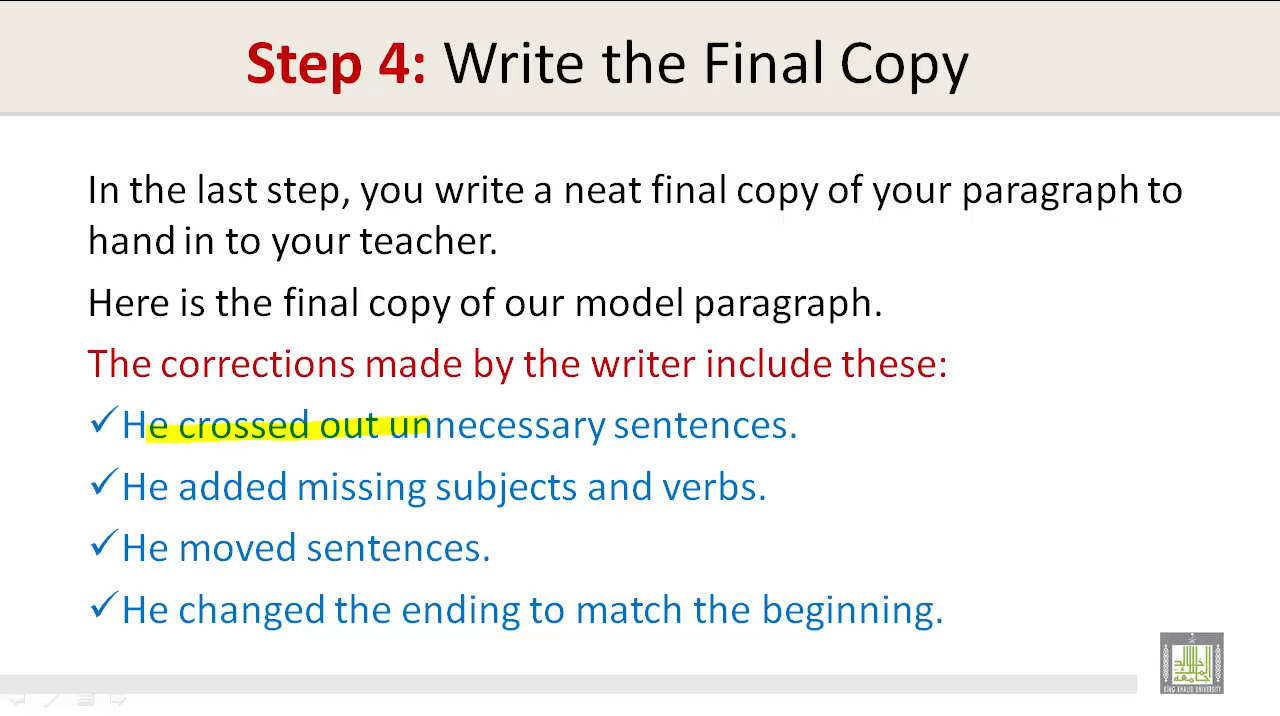 Step 4: Write the Final Copy
In the last step, you write a neat final copy of your paragraph to
hand in to your teacher.
Here is the final copy of our model paragraph.
The corrections made by the writer include these:
✓He crossed out unnecessary sentences.
✓He added missing subjects and verbs.
✓He moved sentences.
✓He changed the ending to match the beginning.
KING KHALID UNIVERSITY